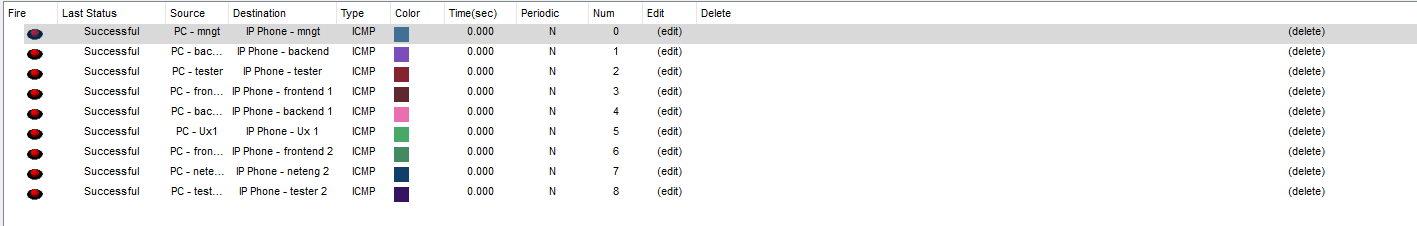 Fire Last Status Source Destination Type Color Time(sec) Periodic Num Edit Delete
Successful PC - mngt IP Phone - mngt ICMP 0.000 N 0 (edit) (delete)
Successful PC - bac... IP Phone - backend ICMP 0.000 N 1 (edit) (delete)
Successful PC - tester IP Phone - tester ICMP 0.000 N 2 (edit) (delete)
Successful PC - fron... IP Phone - frontend 1 ICMP 0.000 N 3 (edit) (delete)
Successful PC - bac... IP Phone - backend 1 ICMP 0.000 N 4 (edit) (delete)
Successful PC - Ux1 IP Phone - Ux 1 ICMP 0.000 N 5 (edit) (delete)
Successful PC - fron... IP Phone - frontend 2 ICMP 0.000 N 6 (edit) (delete)
Successful PC - nete... IP Phone - neteng 2 ICMP 0.000 N 7 (edit) (delete)
Successful PC - test... IP Phone - tester 2 ICMP 0.000 N 8 (edit) (delete)